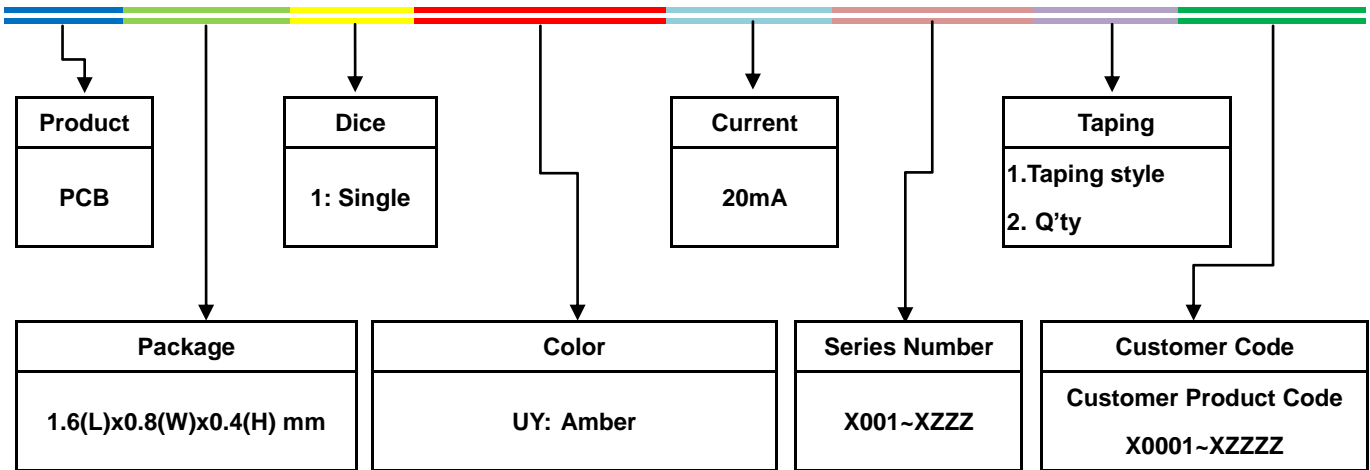 Product
PCB
Dice
1: Single
Current
20mA
Taping
1.Taping style
2. Q’ty
Package
1.6(L)x0.8(W)x0.4(H) mm
Color
UY: Amber
Series Number
X001~XZZZ
Customer Code
Customer Product Code
X0001~XZZZZ